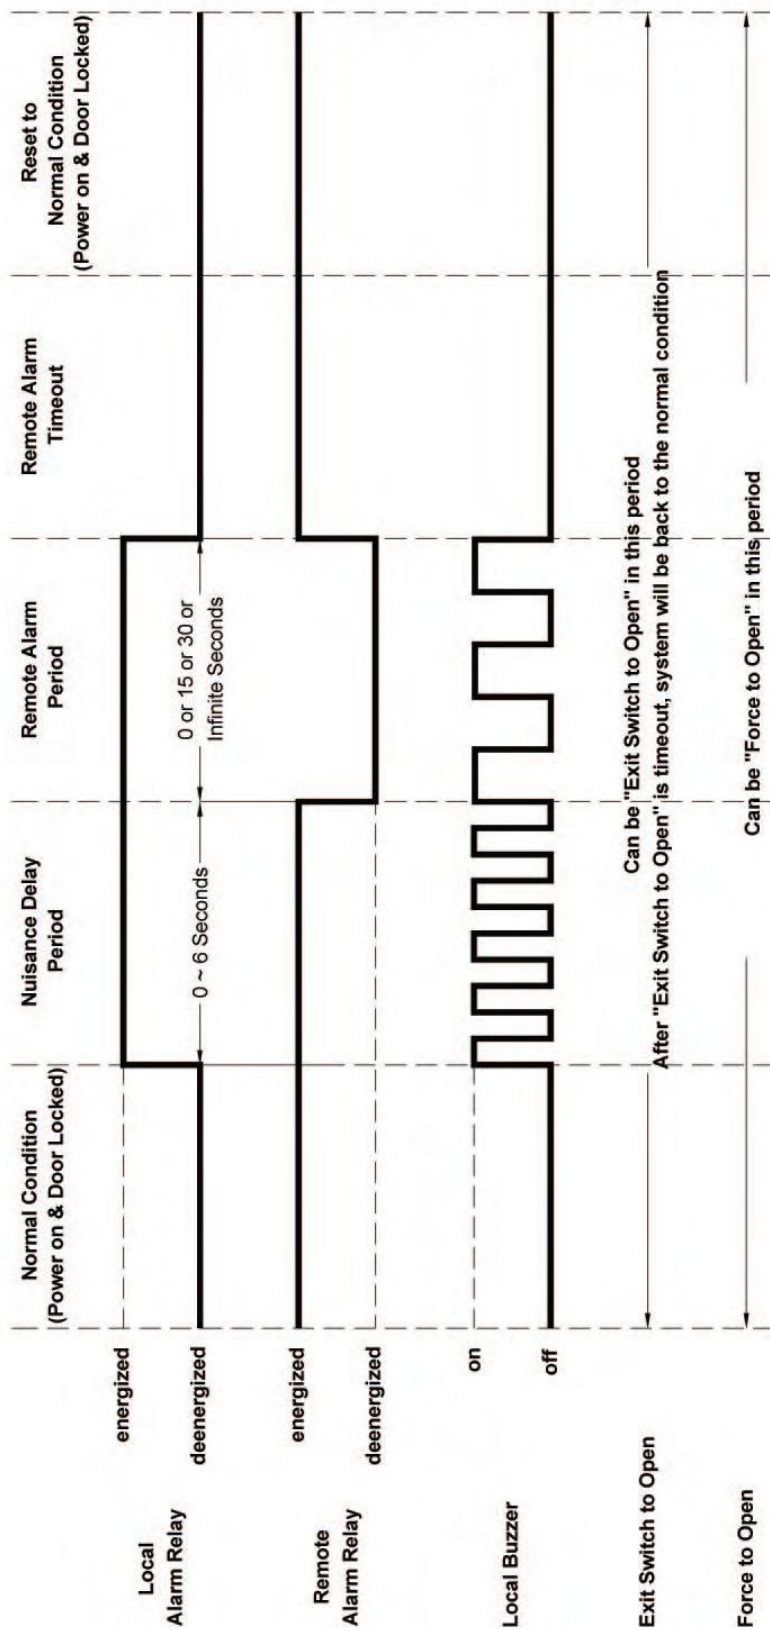 Normal Condition
(Power on & Door Locked)
Nuisance Delay
Period
Remote Alarm
Period
Remote Alarm
Timeout
Reset to
Normal Condition
(Power on & Door Locked)
Local
Alarm Relay
energized
deenergized
0 ~ 6 Seconds
0 or 15 or 30 or
Infinite Seconds
Remote
Alarm Relay
energized
deenergized
Local Buzzer
on
off
Exit Switch to Open
Can be "Exit Switch to Open" in this period
After "Exit Switch to Open" is timeout, system will be back to the normal condition
Force to Open
Can be "Force to Open" in this period